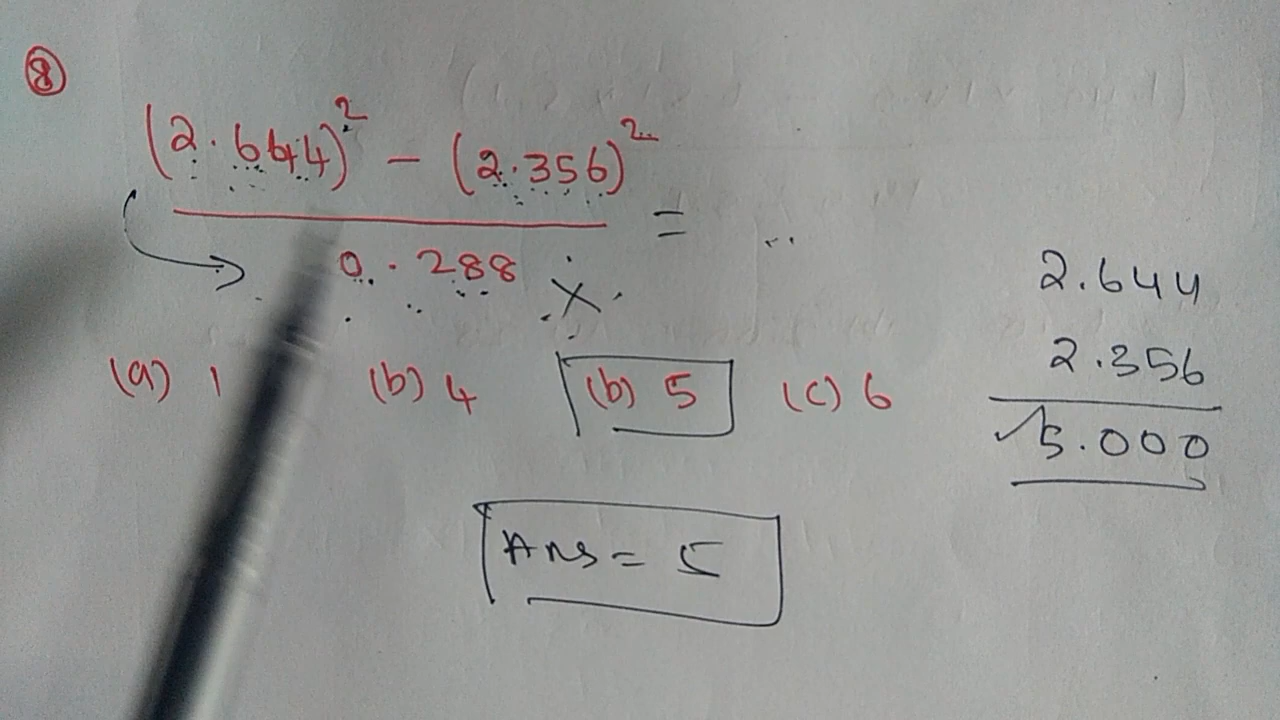 8
(2.644)² - (2.356)²
0.288 × =
(a) 1 (b) 4 (b) 5 (c) 6
Ans = 5
2.644
2.356
5.000